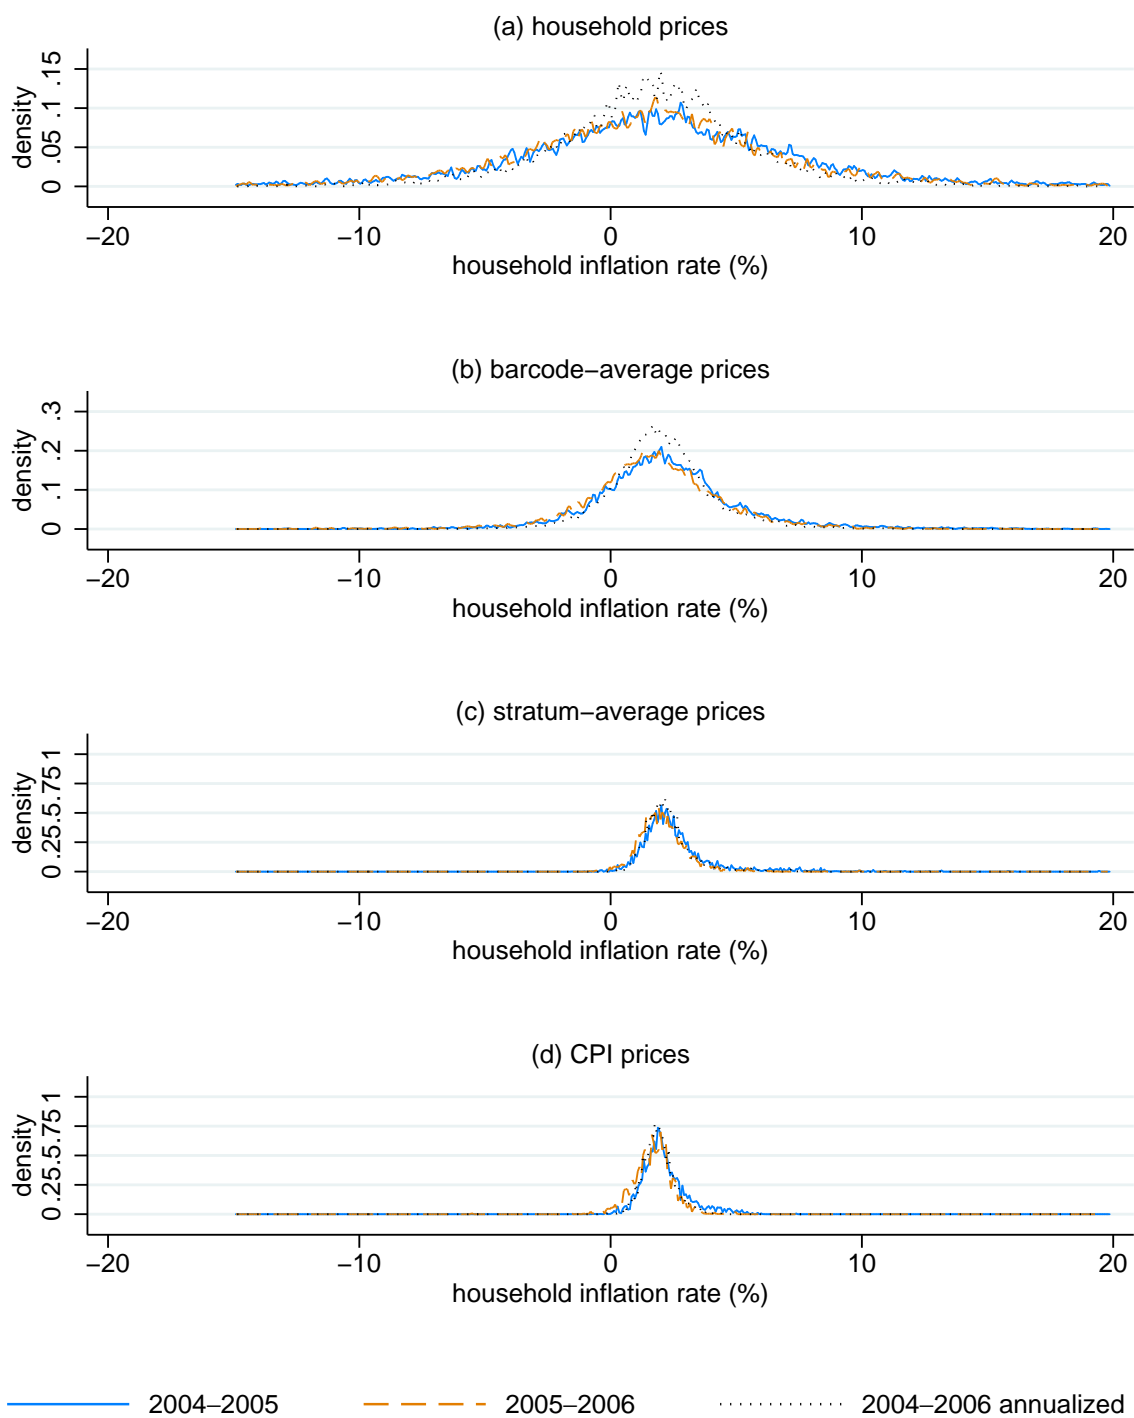 (a) household prices
density
0 .05 .1 .15
−20 −10 0 10 20
household inflation rate (%)
(b) barcode−average prices
density
0 .1 .2 .3
−20 −10 0 10 20
household inflation rate (%)
(c) stratum−average prices
density
0 .25 .5 .75 1
−20 −10 0 10 20
household inflation rate (%)
(d) CPI prices
density
0 .25 .5 .75 1
−20 −10 0 10 20
household inflation rate (%)
2004−2005 2005−2006 2004−2006 annualized